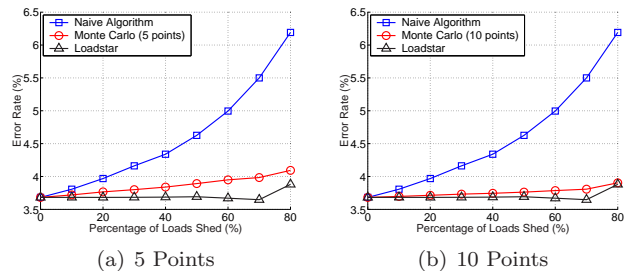 6.5
6
5.5
5
4.5
4
3.5
Error Rate (%)
Naive Algorithm
Monte Carlo (5 points)
Loadstar
0 20 40 60 80
Percentage of Loads Shed (%)
(a) 5 Points
6.5
6
5.5
5
4.5
4
3.5
Error Rate (%)
Naive Algorithm
Monte Carlo (10 points)
Loadstar
0 20 40 60 80
Percentage of Loads Shed (%)
(b) 10 Points